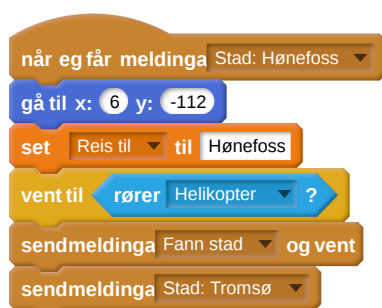 når eg får meldinga Stad: Hønefoss
gå til x: 6 y: -112
set Reis til til Hønefoss
vent til rører Helikopter ?
sendmeldinga Fann stad og vent
sendmeldinga Stad: Tromsø